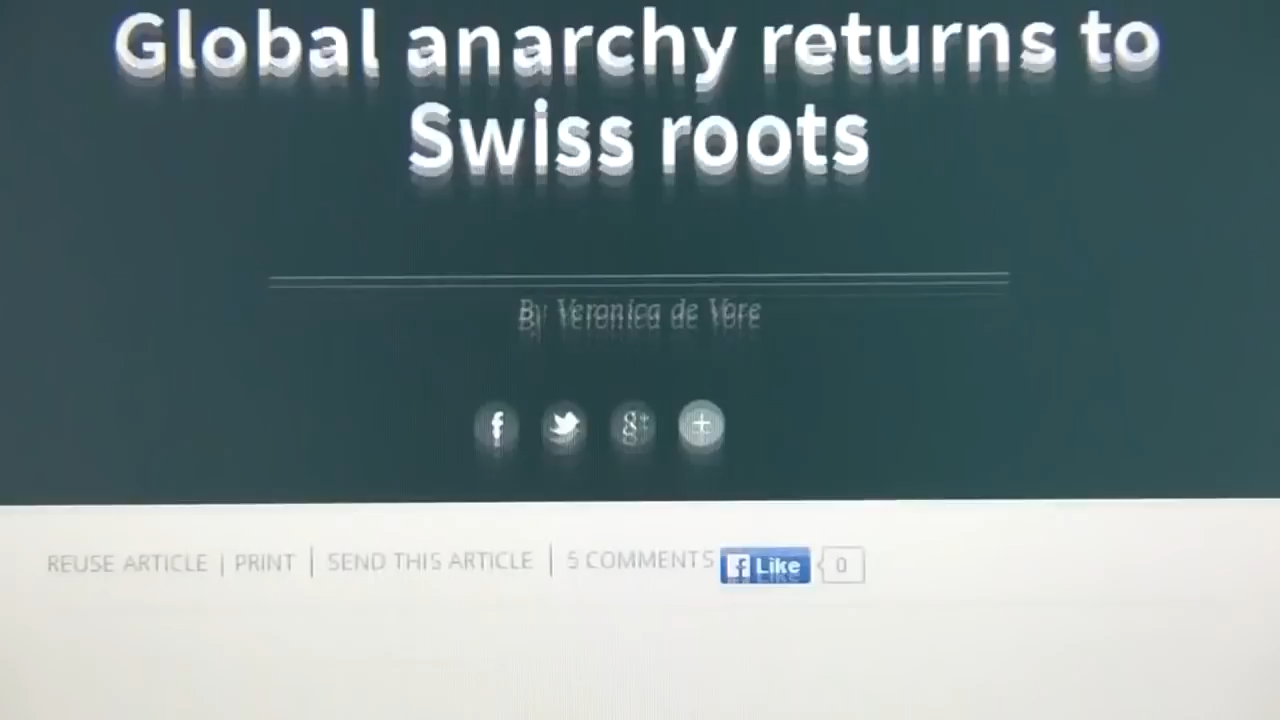 Global anarchy returns to
Swiss roots
By Veronica de Vore
REUSE ARTICLE | PRINT | SEND THIS ARTICLE | 5 COMMENTS Like 0